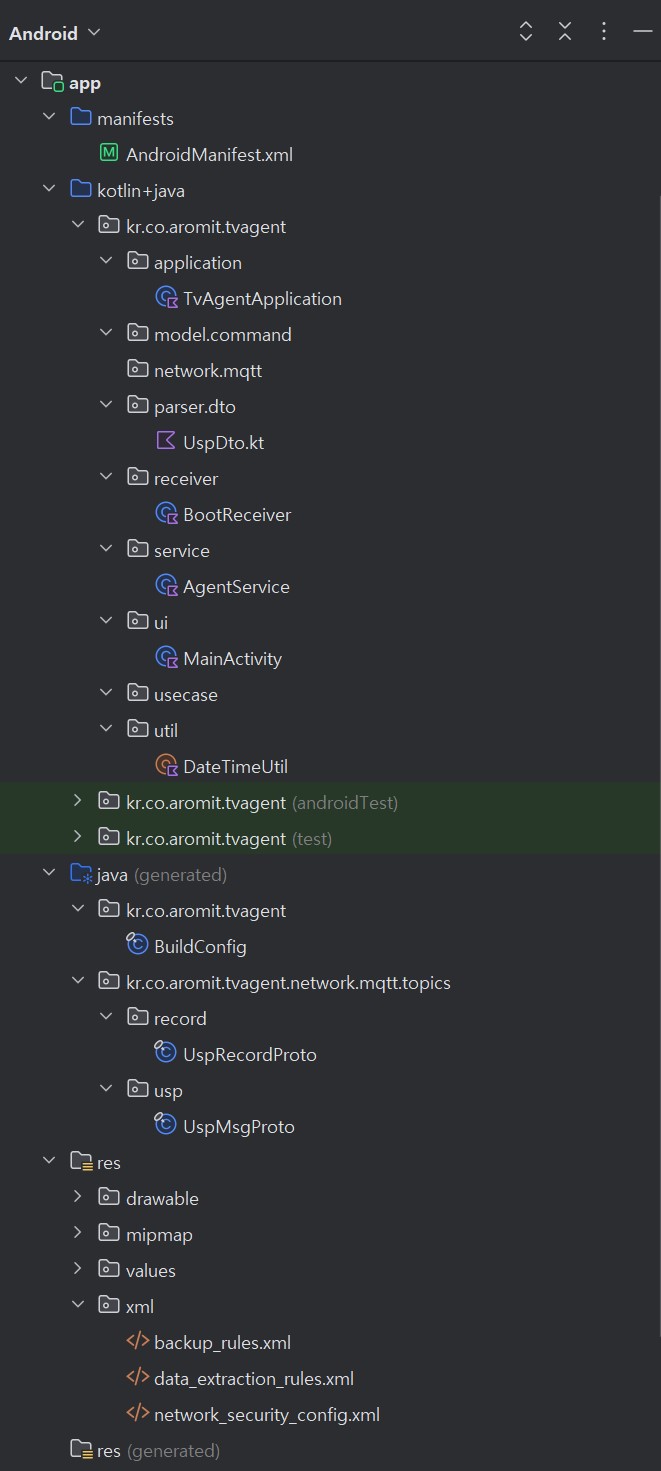 Android
app
manifests
AndroidManifest.xml
kotlin+java
kr.co.aromit.tvagent
application
TvAgentApplication
model.command
network.mqtt
parser.dto
UspDto.kt
receiver
BootReceiver
service
AgentService
ui
MainActivity
usecase
util
DateTimeUtil
kr.co.aromit.tvagent (androidTest)
kr.co.aromit.tvagent (test)
java (generated)
kr.co.aromit.tvagent
BuildConfig
kr.co.aromit.tvagent.network.mqtt.topics
record
UspRecordProto
usp
UspMsgProto
res
drawable
mipmap
values
xml
backup_rules.xml
data_extraction_rules.xml
network_security_config.xml
res (generated)